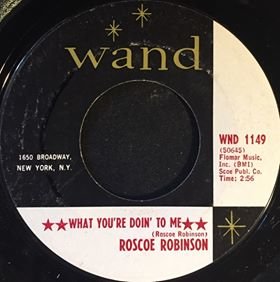 wand
1650 BROADWAY,
NEW YORK, N.Y.
WND 1149
(50645)
Flomar Music,
Inc. (BMI)
Scoe Publ. Co.
Time: 2:56
★★WHAT YOU'RE DOIN' TO ME★★
(Roscoe Robinson)
ROSCOE ROBINSON